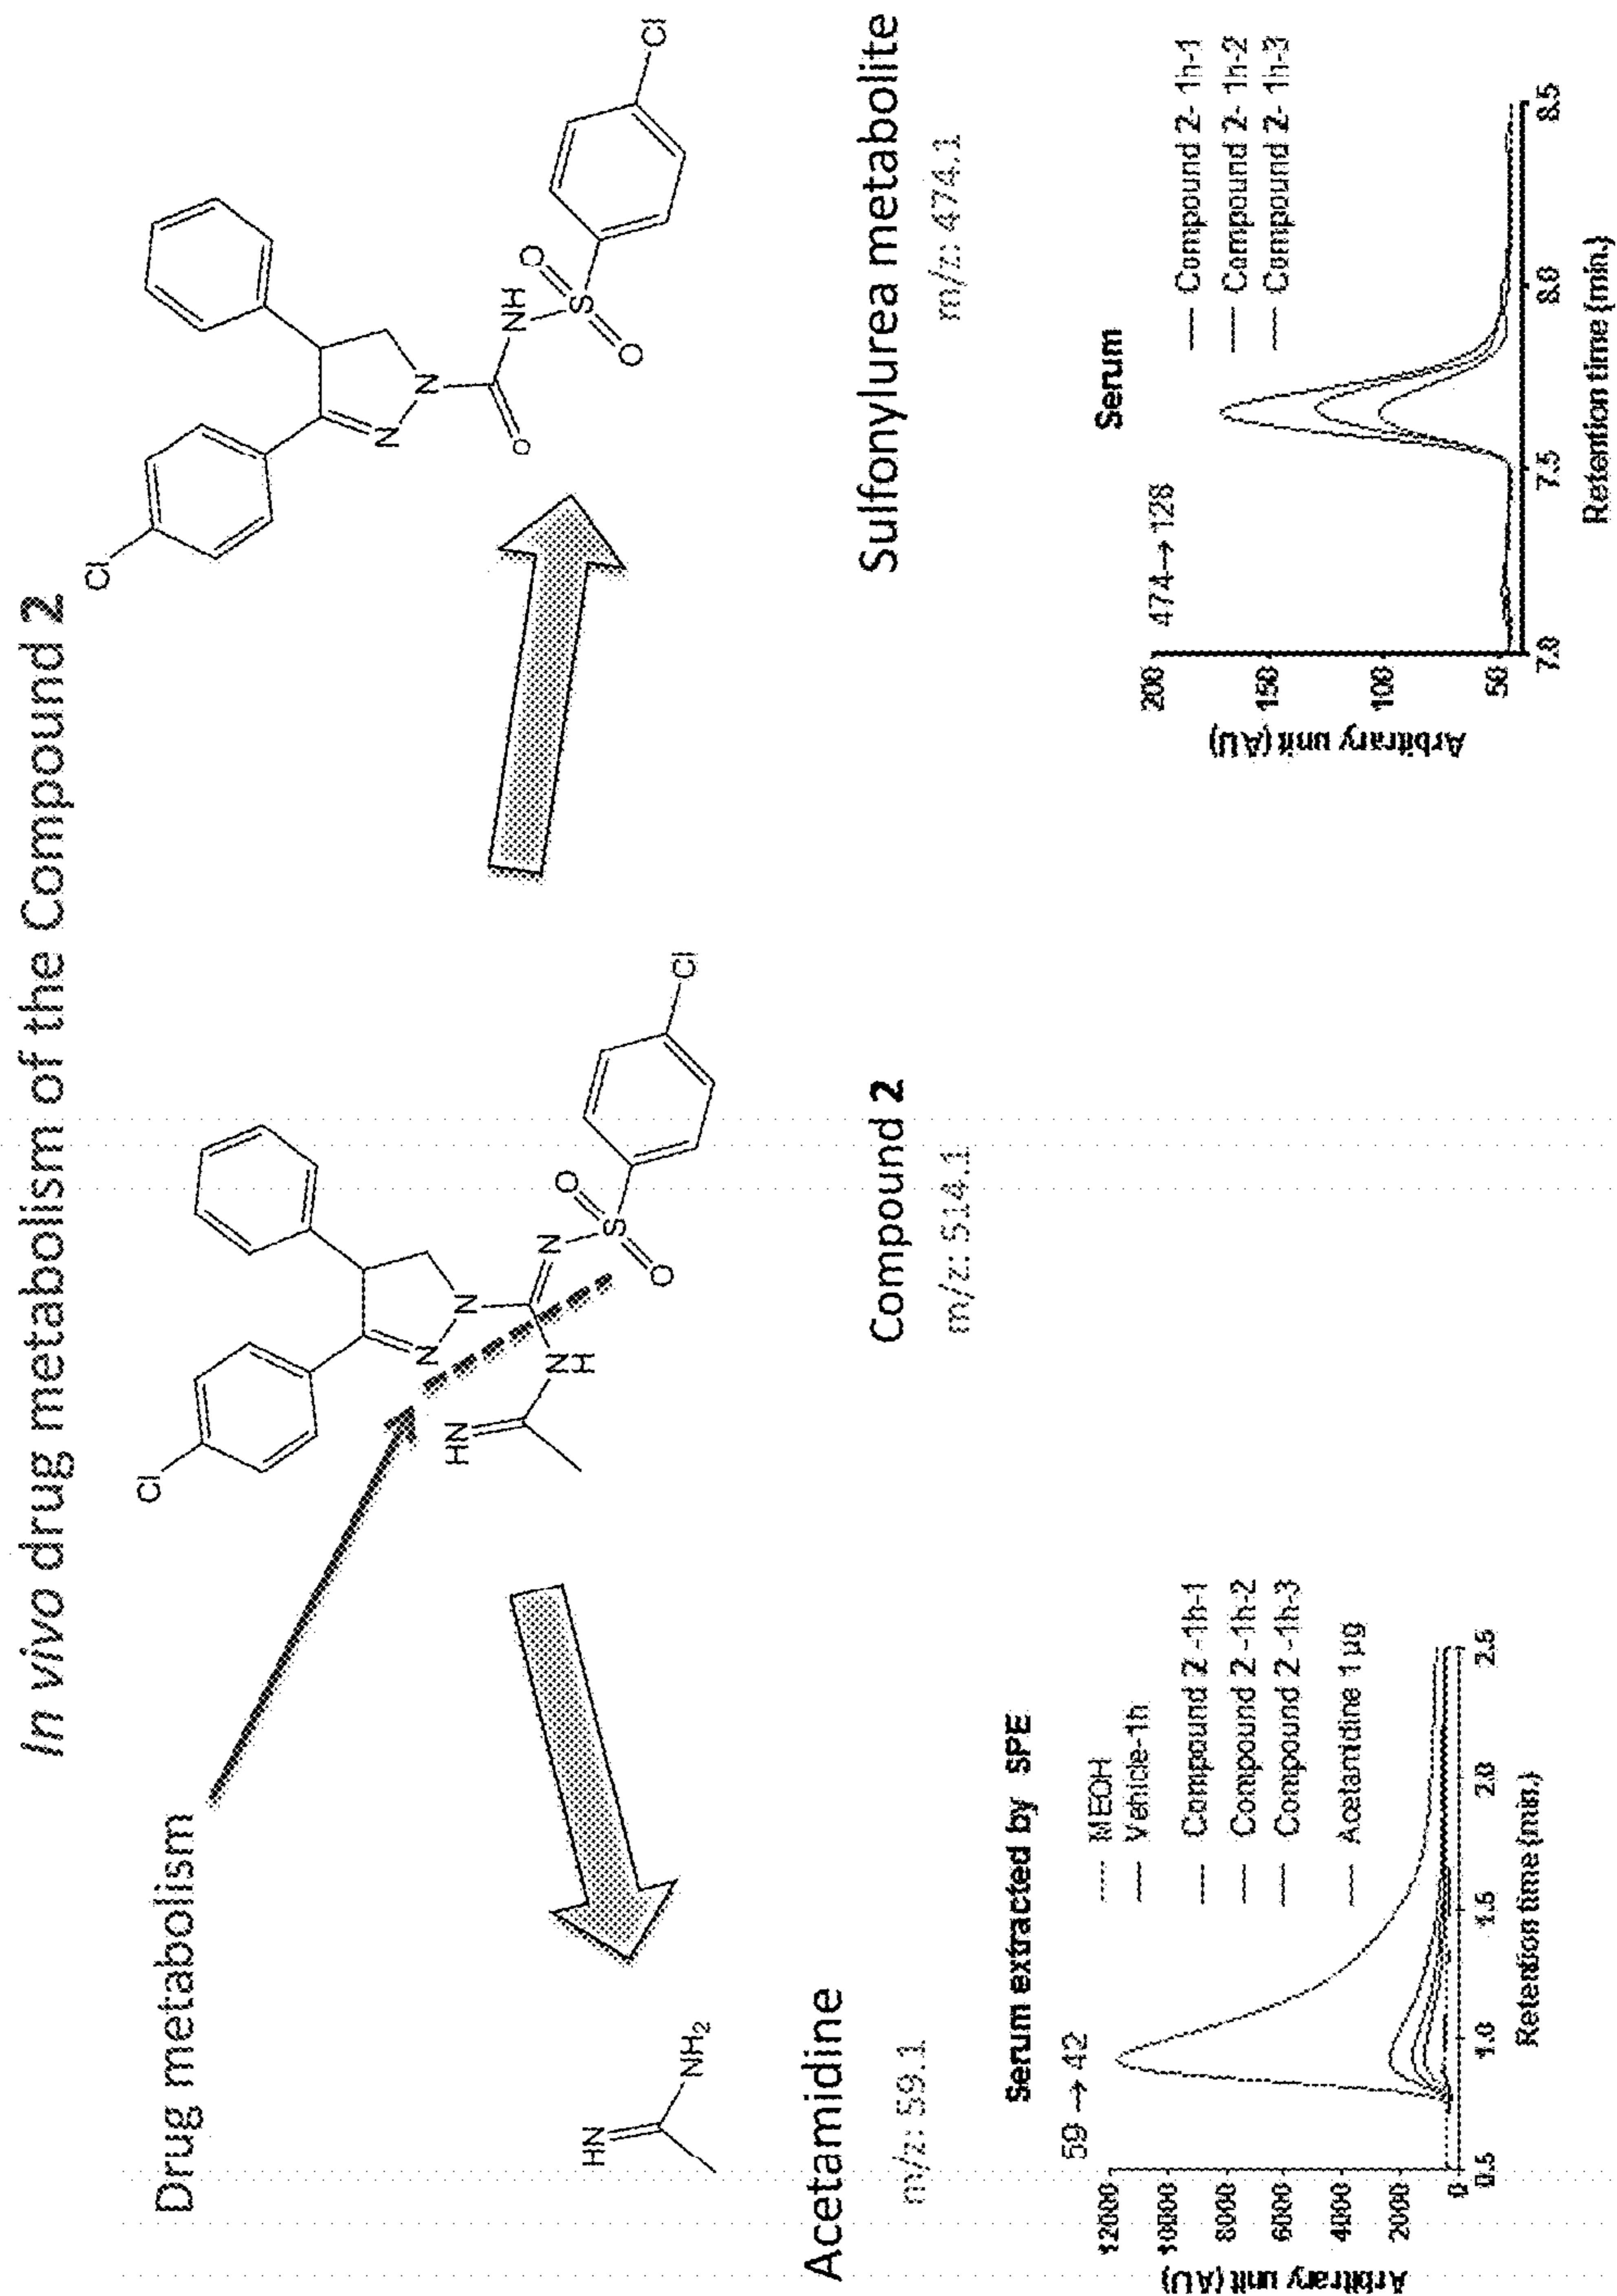 In vivo drug metabolism of the Compound 2
Drug metabolism
HN
NH2
Acetamidine
m/z: 59.1
Cl
N
N
HN
NH
N
S
O
O
Cl
Compound 2
m/z: 514.1
Cl
N
N
O
NH
S
O
O
Cl
Sulfonylurea metabolite
m/z: 474.1
Serum extracted by SPE
59 → 42
MEOH
Vehicle-1h
Compound 2 -1h-1
Compound 2 -1h-2
Compound 2 -1h-3
Acetamidine 1 µg
Arbitrary unit (AU)
12000
10000
8000
6000
4000
2000
0
0.5
1.0
1.5
2.0
2.5
Retention time (min.)
Serum
474→128
Compound 2- 1h-1
Compound 2- 1h-2
Compound 2- 1h-3
Arbitrary unit (AU)
200
150
100
50
7.0
7.5
8.0
8.5
Retention time (min.)